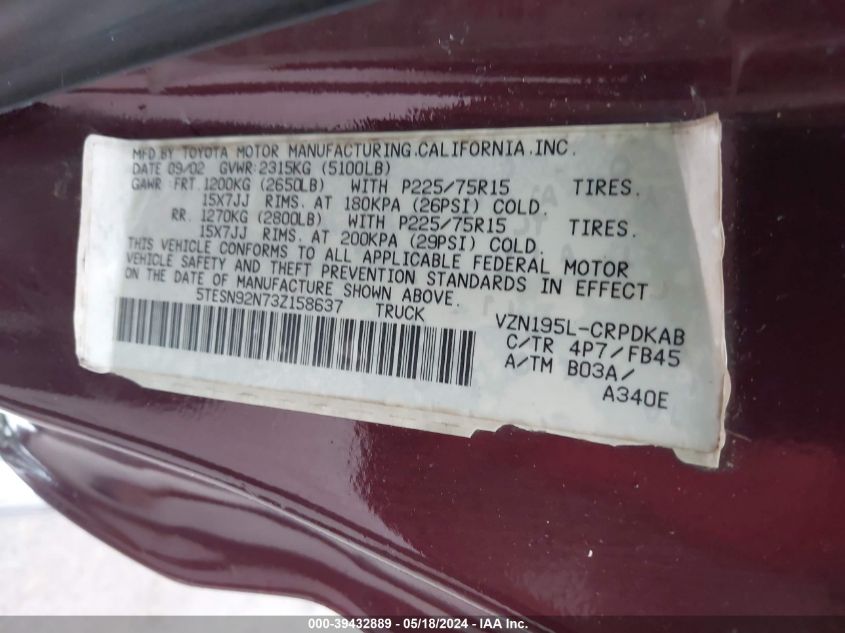 MFD BY TOYOTA MOTOR MANUFACTURING.CALIFORNIA.INC.
DATE 09/02 GVWR:2315KG (5100LB)
GAWR: FRT. 1200KG (2650LB) WITH P225/75R15 TIRES.
15X7JJ RIMS. AT 180KPA (26PSI) COLD.
RR. 1270KG (2800LB) WITH P225/75R15 TIRES.
15X7JJ RIMS. AT 200KPA (29PSI) COLD.
THIS VEHICLE CONFORMS TO ALL APPLICABLE FEDERAL MOTOR
VEHICLE SAFETY AND THEFT PREVENTION STANDARDS IN EFFECT
ON THE DATE OF MANUFACTURE SHOWN ABOVE.
5TESN92N73Z158637 TRUCK
VZN195L-CRPDKAB
C/TR 4P7/FB45
A/TM B03A/
A340E
000-39432889 - 05/18/2024 - IAA Inc.